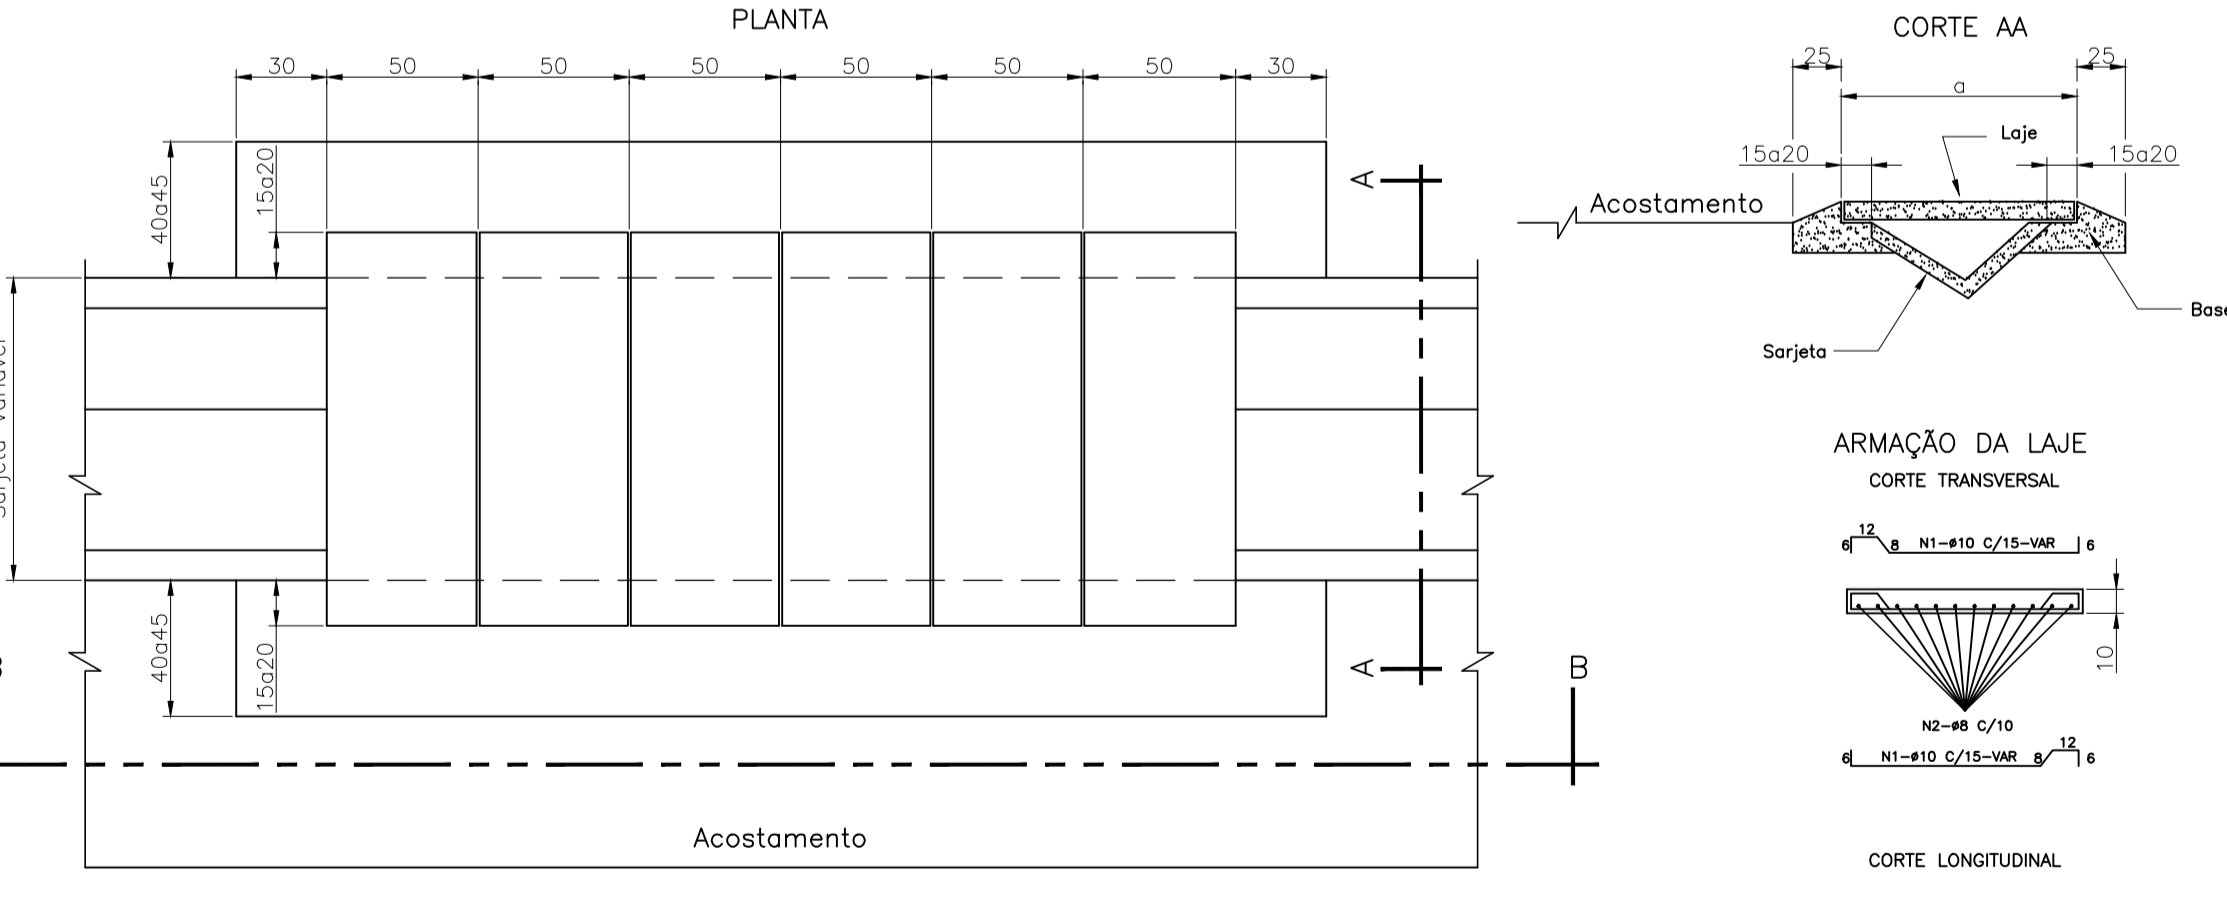 PLANTA
30
50
50
50
50
50
50
30
40a45
15a20
A
A
40a45
15a20
B
Acostamento
CORTE AA
25
25
a
Laje
15a20
15a20
Acostamento
Sarjeta
ARMAÇÃO DA LAJE
CORTE TRANSVERSAL
12
6 8 N1-ø10 C/15-VAR 6
10
N2-ø8 C/10
12
6 N1-ø10 C/15-VAR 8 6
CORTE LONGITUDINAL